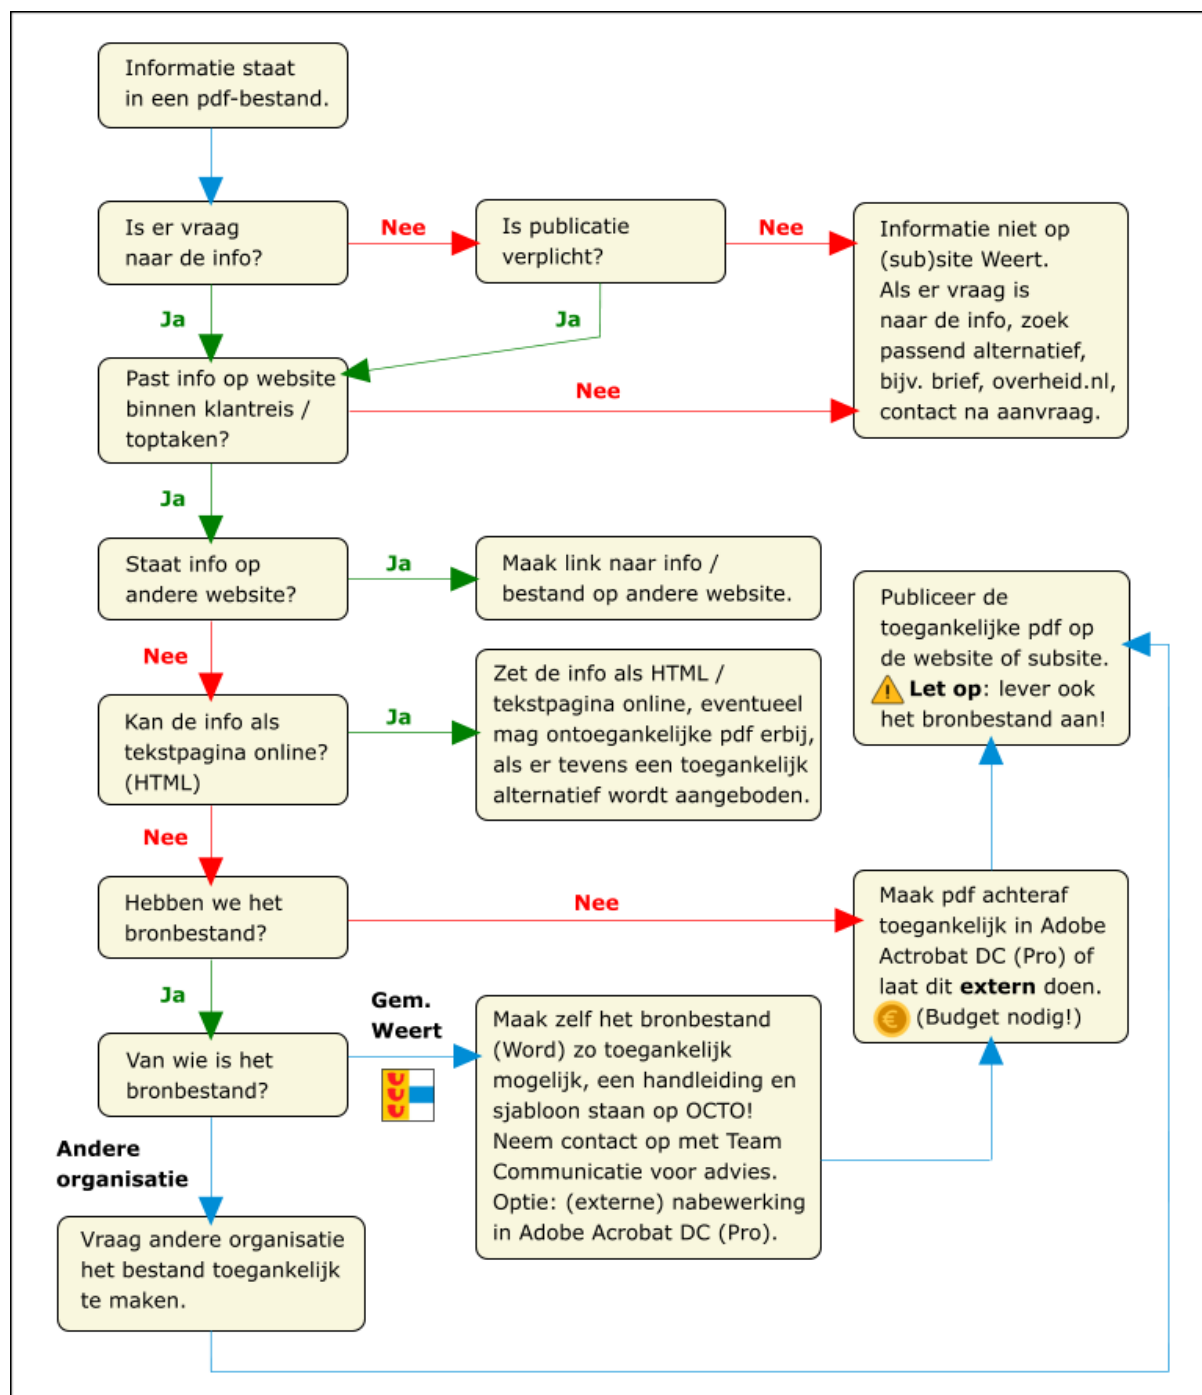 Informatie staat
in een pdf-bestand.
Is er vraag
naar de info?
Nee
Is publicatie
verplicht?
Nee
Informatie niet op
(sub)site Weert.
Als er vraag is
naar de info, zoek
passend alternatief,
bijv. brief, overheid.nl,
contact na aanvraag.
Ja
Ja
Past info op website
binnen klantreis /
toptaken?
Nee
Ja
Staat info op
andere website?
Ja
Maak link naar info /
bestand op andere website.
Nee
Kan de info als
tekstpagina online?
(HTML)
Ja
Zet de info als HTML /
tekstpagina online, eventueel
mag ontoegankelijke pdf erbij,
als er tevens een toegankelijk
alternatief wordt aangeboden.
Publiceer de
toegankelijke pdf op
de website of subsite.
Let op: lever ook
het bronbestand aan!
Nee
Hebben we het
bronbestand?
Nee
Maak pdf achteraf
toegankelijk in Adobe
Actrobat DC (Pro) of
laat dit extern doen.
€ (Budget nodig!)
Ja
Van wie is het
bronbestand?
Gem.
Weert
Maak zelf het bronbestand
(Word) zo toegankelijk
mogelijk, een handleiding en
sjabloon staan op OCTO!
Neem contact op met Team
Communicatie voor advies.
Optie: (externe) nabewerking
in Adobe Acrobat DC (Pro).
Andere
organisatie
Vraag andere organisatie
het bestand toegankelijk
te maken.